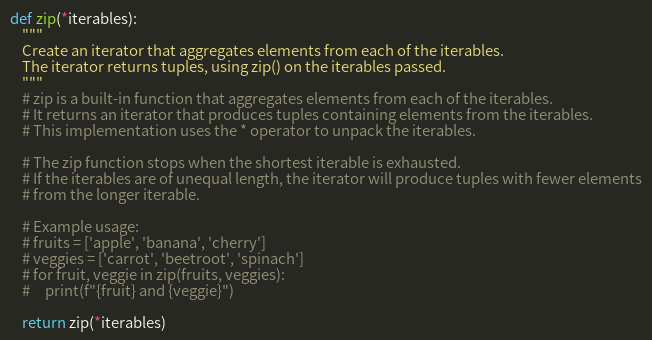 def zip(*iterables):
    """
    Create an iterator that aggregates elements from each of the iterables.
    The iterator returns tuples, using zip() on the iterables passed.
    """
    # zip is a built-in function that aggregates elements from each of the iterables.
    # It returns an iterator that produces tuples containing elements from the iterables.
    # This implementation uses the * operator to unpack the iterables.

    # The zip function stops when the shortest iterable is exhausted.
    # If the iterables are of unequal length, the iterator will produce tuples with fewer elements
    # from the longer iterable.

    # Example usage:
    # fruits = ['apple', 'banana', 'cherry']
    # veggies = ['carrot', 'beetroot', 'spinach']
    # for fruit, veggie in zip(fruits, veggies):
    #     print(f"{fruit} and {veggie}")

    return zip(*iterables)